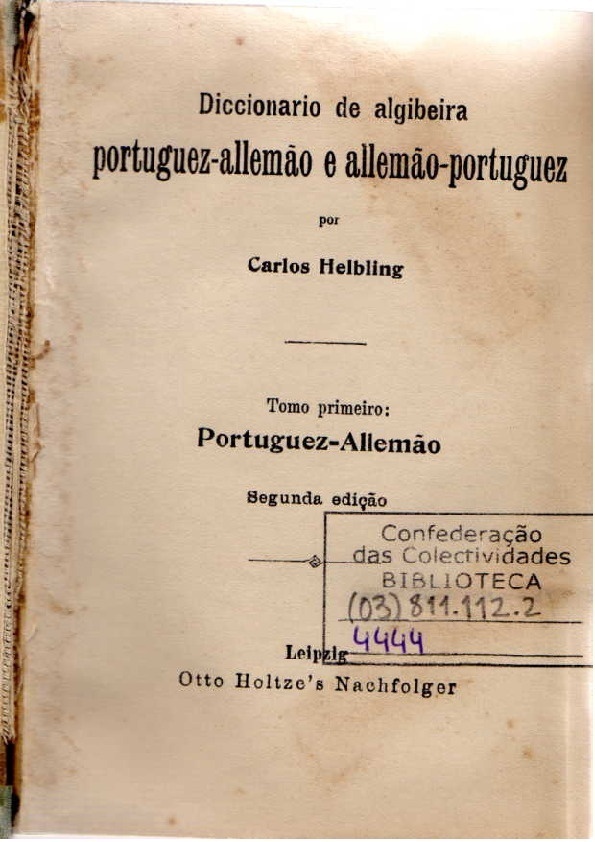 Diccionario de algibeira
portuguez-allemão e allemão-portuguez
por
Carlos Helbling
Tomo primeiro:
Portuguez-Allemão
Segunda edição
Confederação
das Colectividades
BIBLIOTECA
(03) 811.112.2
4444
Leipzig
Otto Holtze's Nachfolger